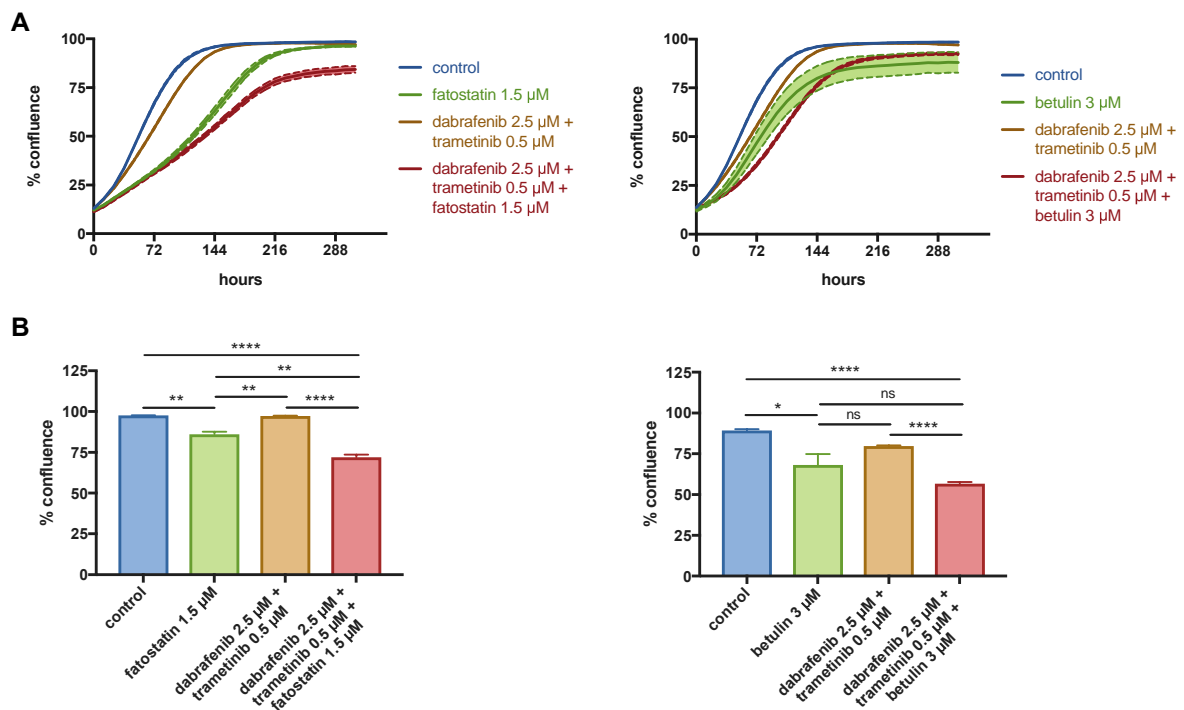 A
% confluence
100
75
50
25
0
0 72 144 216 288
hours
control
fatostatin 1.5 µM
dabrafenib 2.5 µM +
trametinib 0.5 µM
dabrafenib 2.5 µM +
trametinib 0.5 µM +
fatostatin 1.5 µM
% confluence
100
75
50
25
0
0 72 144 216 288
hours
control
betulin 3 µM
dabrafenib 2.5 µM +
trametinib 0.5 µM
dabrafenib 2.5 µM +
trametinib 0.5 µM +
betulin 3 µM
B
% confluence
125
100
75
50
25
0
****
**
** ** ****
control
fatostatin 1.5 µM
dabrafenib 2.5 µM +
trametinib 0.5 µM
dabrafenib 2.5 µM +
trametinib 0.5 µM +
fatostatin 1.5 µM
% confluence
125
100
75
50
25
0
****
ns
* ns ****
control
betulin 3 µM
dabrafenib 2.5 µM +
trametinib 0.5 µM
dabrafenib 2.5 µM +
trametinib 0.5 µM +
betulin 3 µM